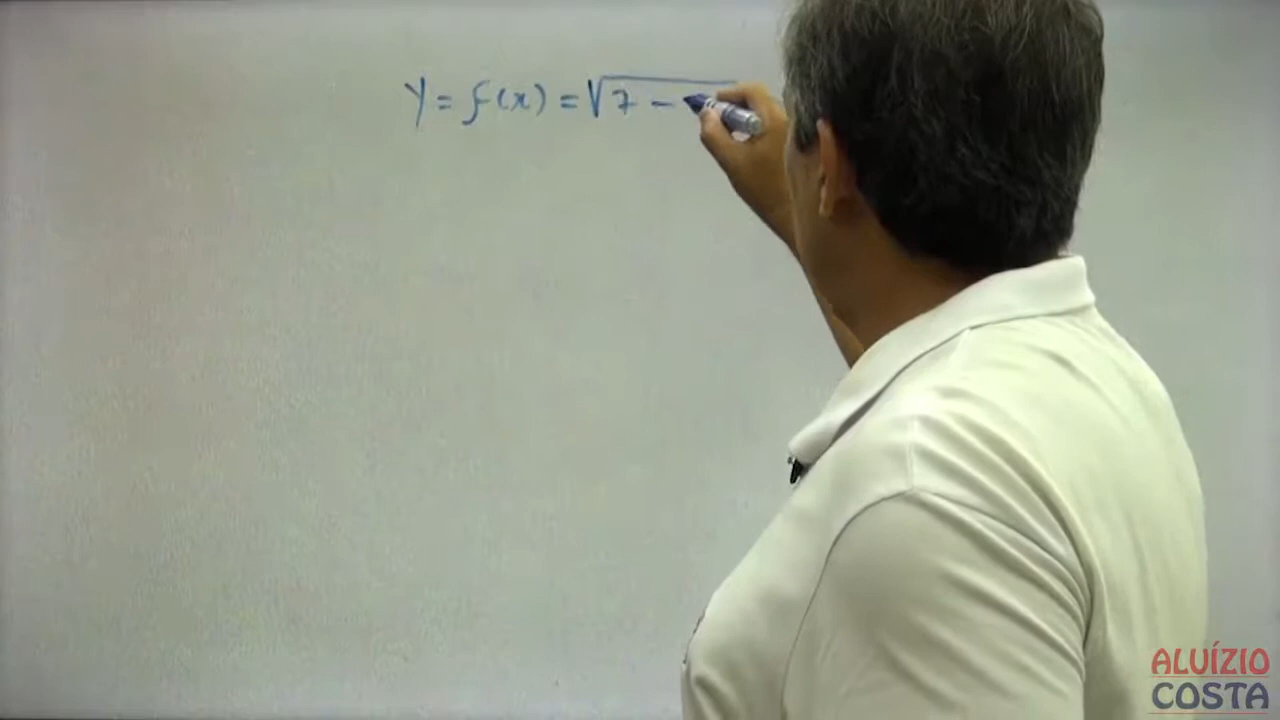 y = f(x) = √7 -
ALUÍZIO
COSTA